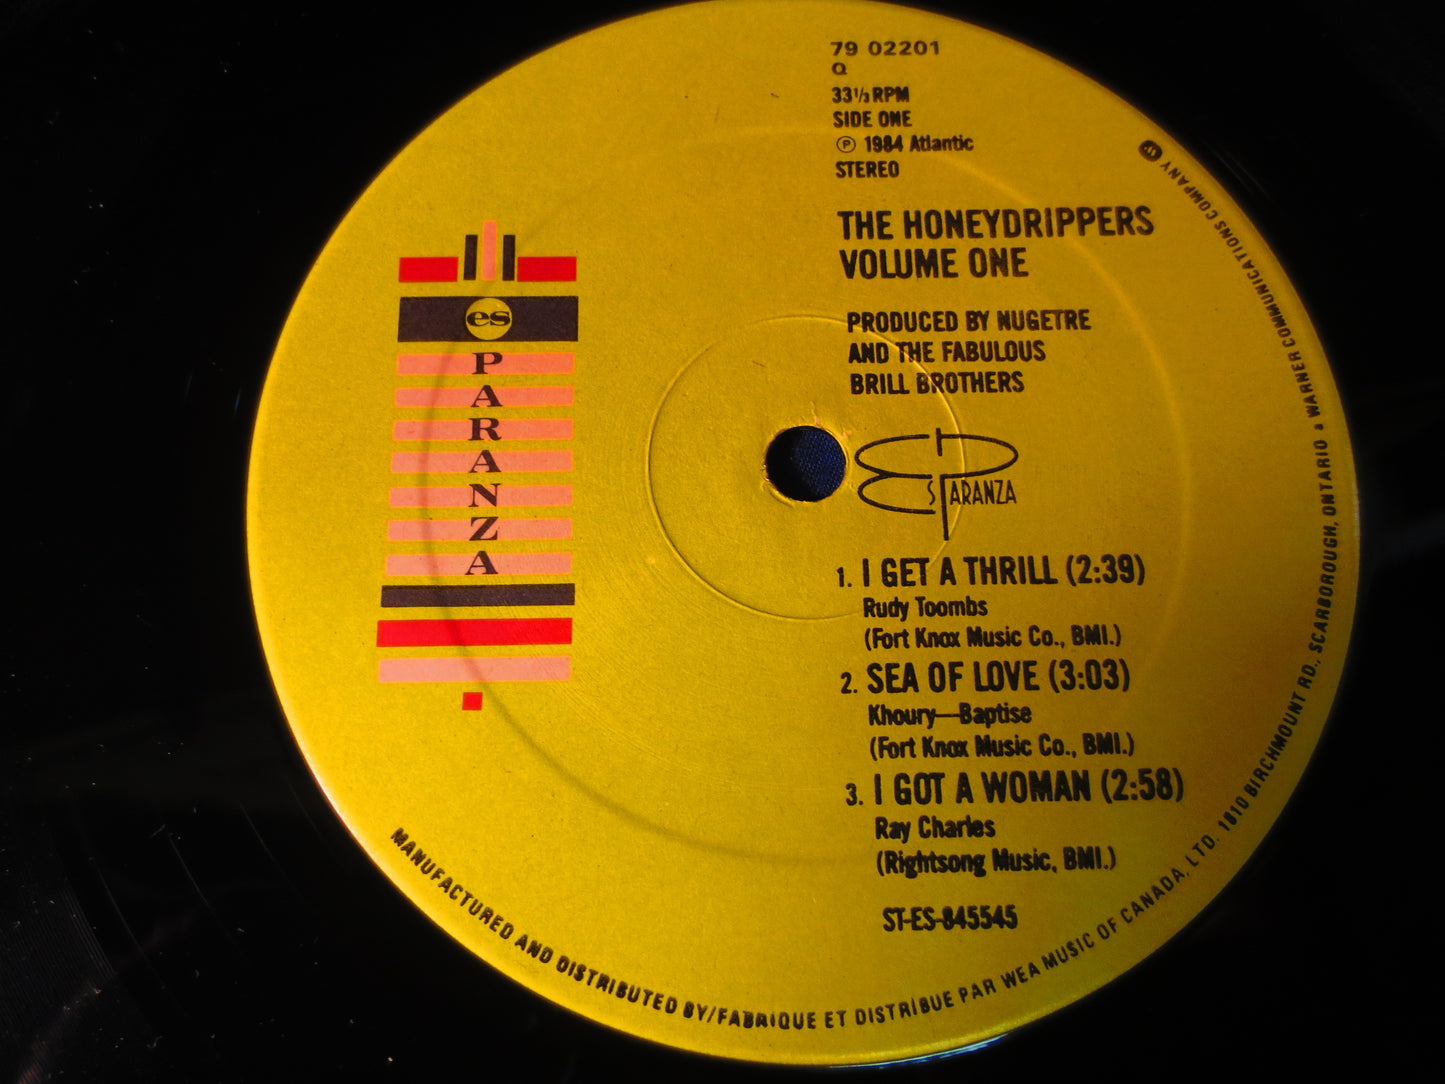 79 02201
Q
33⅓ RPM
SIDE ONE
℗ 1984 Atlantic
STEREO
THE HONEYDRIPPERS
VOLUME ONE
PRODUCED BY NUGETRE
AND THE FABULOUS
BRILL BROTHERS
es
PARANZA
ESPARANZA
1. I GET A THRILL (2:39)
Rudy Toombs
(Fort Knox Music Co., BMI.)
2. SEA OF LOVE (3:03)
Khoury—Baptise
(Fort Knox Music Co., BMI.)
3. I GOT A WOMAN (2:58)
Ray Charles
(Rightsong Music, BMI.)
ST-ES-845545
MANUFACTURED AND DISTRIBUTED BY/FABRIQUE ET DISTRIBUE PAR WEA MUSIC OF CANADA, LTD. 1810 BIRCHMOUNT RD., SCARBOROUGH, ONTARIO a WARNER COMMUNICATIONS COMPANY